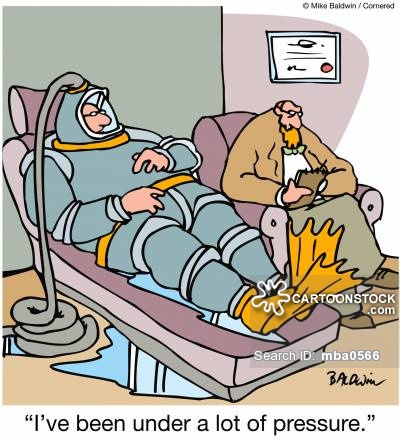 © Mike Baldwin / Cornered
CARTOONSTOCK
.com
Search ID: mba0566
BALDWIN
“I’ve been under a lot of pressure.”